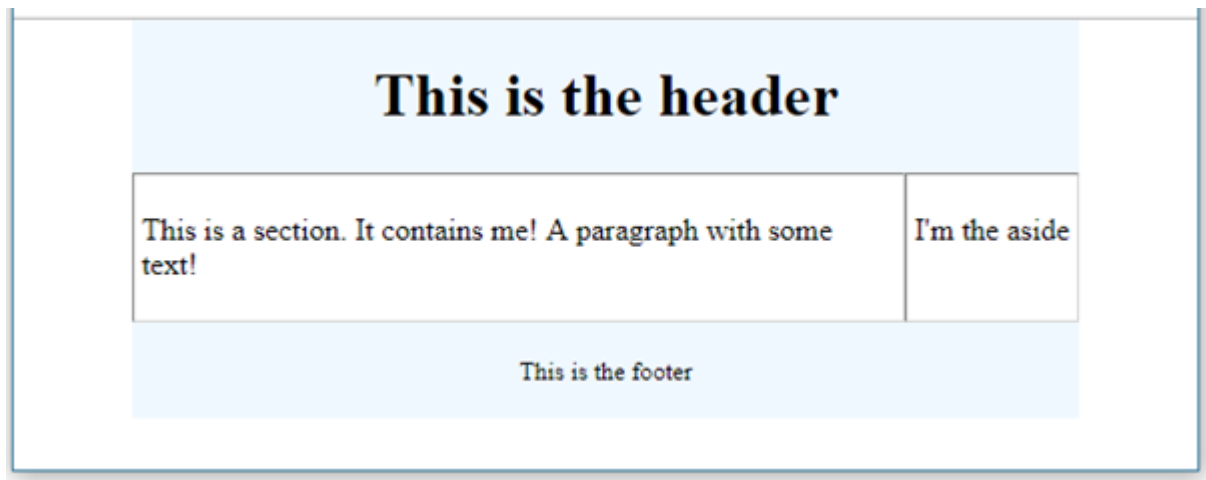 This is the header
This is a section. It contains me! A paragraph with some
text!
I'm the aside
This is the footer